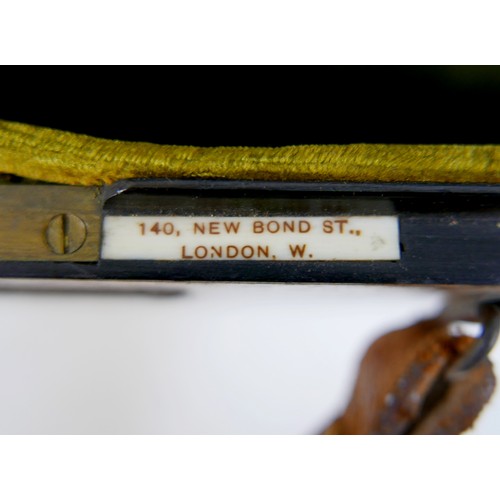 140, NEW BOND ST.,
LONDON, W.